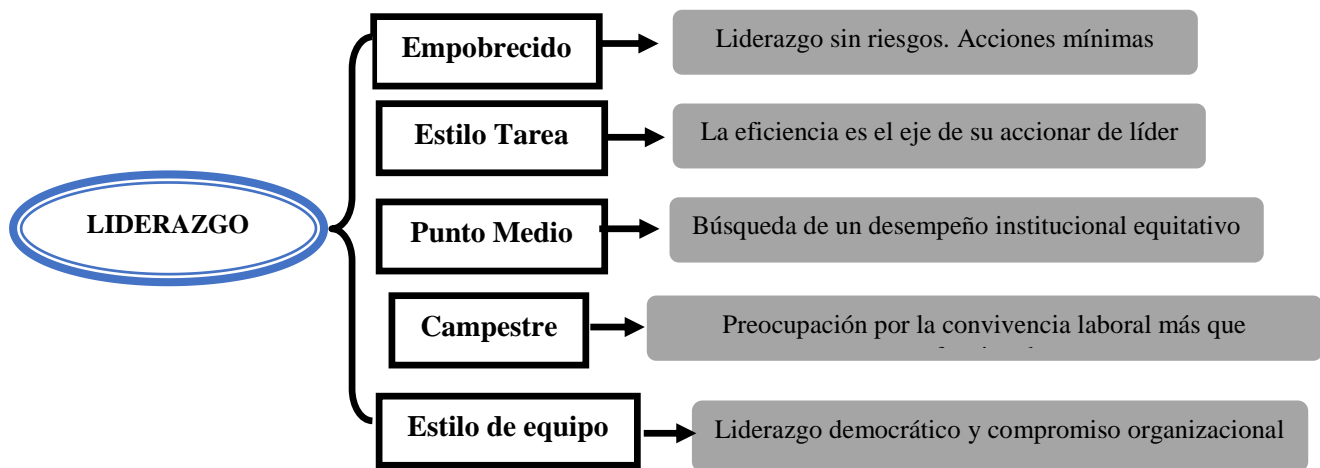 Empobrecido
Liderazgo sin riesgos. Acciones mínimas
Estilo Tarea
La eficiencia es el eje de su accionar de líder
LIDERAZGO
Punto Medio
Búsqueda de un desempeño institucional equitativo
Campestre
Preocupación por la convivencia laboral más que
Estilo de equipo
Liderazgo democrático y compromiso organizacional